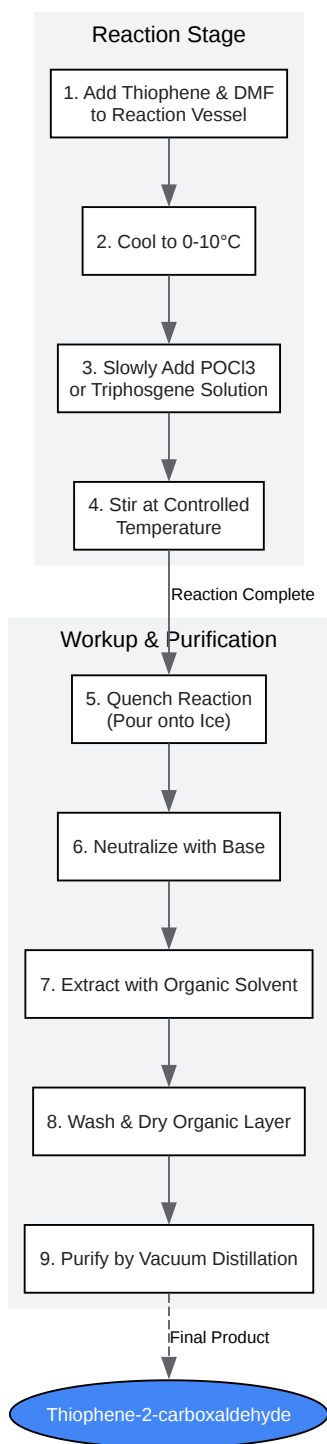 Reaction Stage
1. Add Thiophene & DMF
to Reaction Vessel
2. Cool to 0-10°C
3. Slowly Add POCl3
or Triphosgene Solution
4. Stir at Controlled
Temperature
Reaction Complete
Workup & Purification
5. Quench Reaction
(Pour onto Ice)
6. Neutralize with Base
7. Extract with Organic Solvent
8. Wash & Dry Organic Layer
9. Purify by Vacuum Distillation
Final Product
Thiophene-2-carboxaldehyde